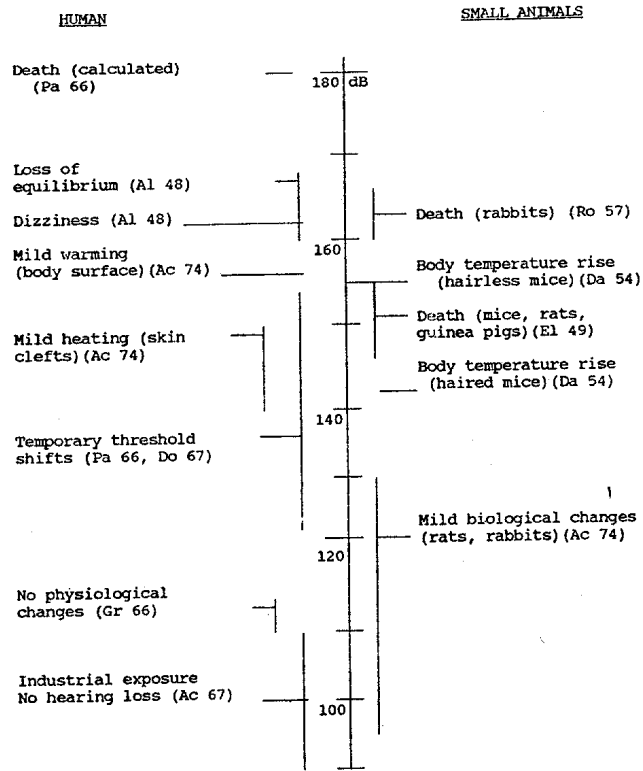 HUMAN
SMALL ANIMALS
Death (calculated)
(Pa 66)
180 dB
Loss of
equilibrium (Al 48)
Dizziness (Al 48)
Death (rabbits) (Ro 57)
160
Mild warming
(body surface)(Ac 74)
Body temperature rise
(hairless mice)(Da 54)
Death (mice, rats,
guinea pigs)(El 49)
Mild heating (skin
clefts)(Ac 74)
Body temperature rise
(haired mice)(Da 54)
140
Temporary threshold
shifts (Pa 66, Do 67)
Mild biological changes
(rats, rabbits)(Ac 74)
120
No physiological
changes (Gr 66)
Industrial exposure
No hearing loss (Ac 67)
100